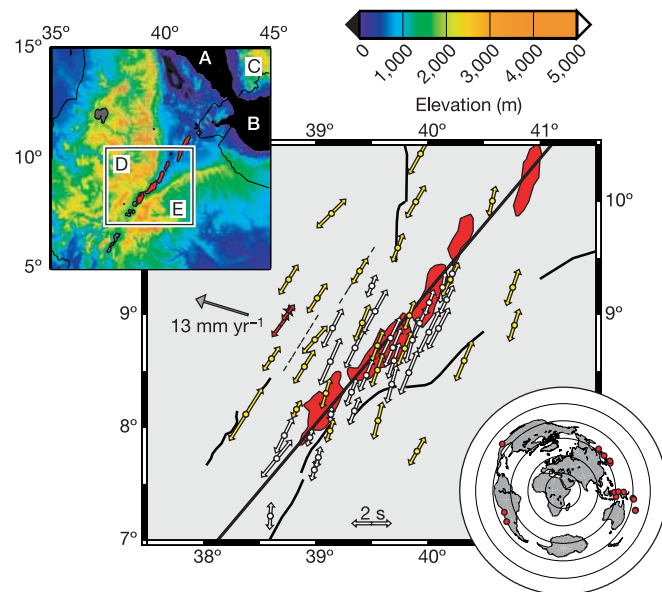 35° 40° 45°
15°
10°
5°
A
C
B
D
E
0 1,000 2,000 3,000 4,000 5,000
Elevation (m)
39° 40° 41°
10°
9° 9°
8°
7°
13 mm yr⁻¹
2 s
38° 39° 40°